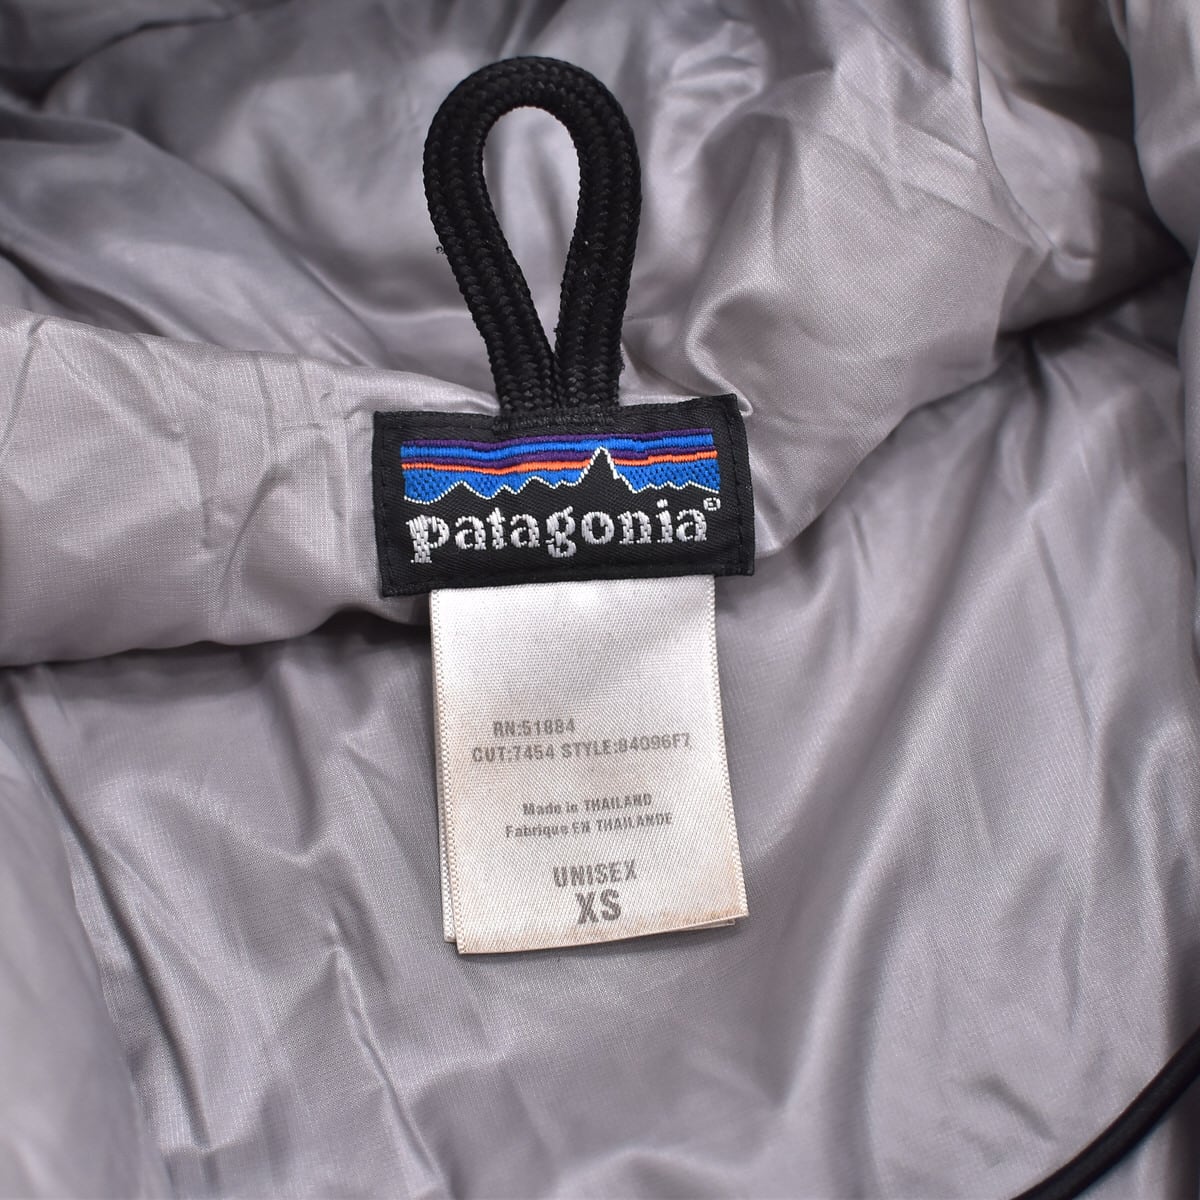 patagonia®
RN:51884
CUT:7454 STYLE:84096F7
Made in THAILAND
Fabrique EN THAILANDE
UNISEX
XS